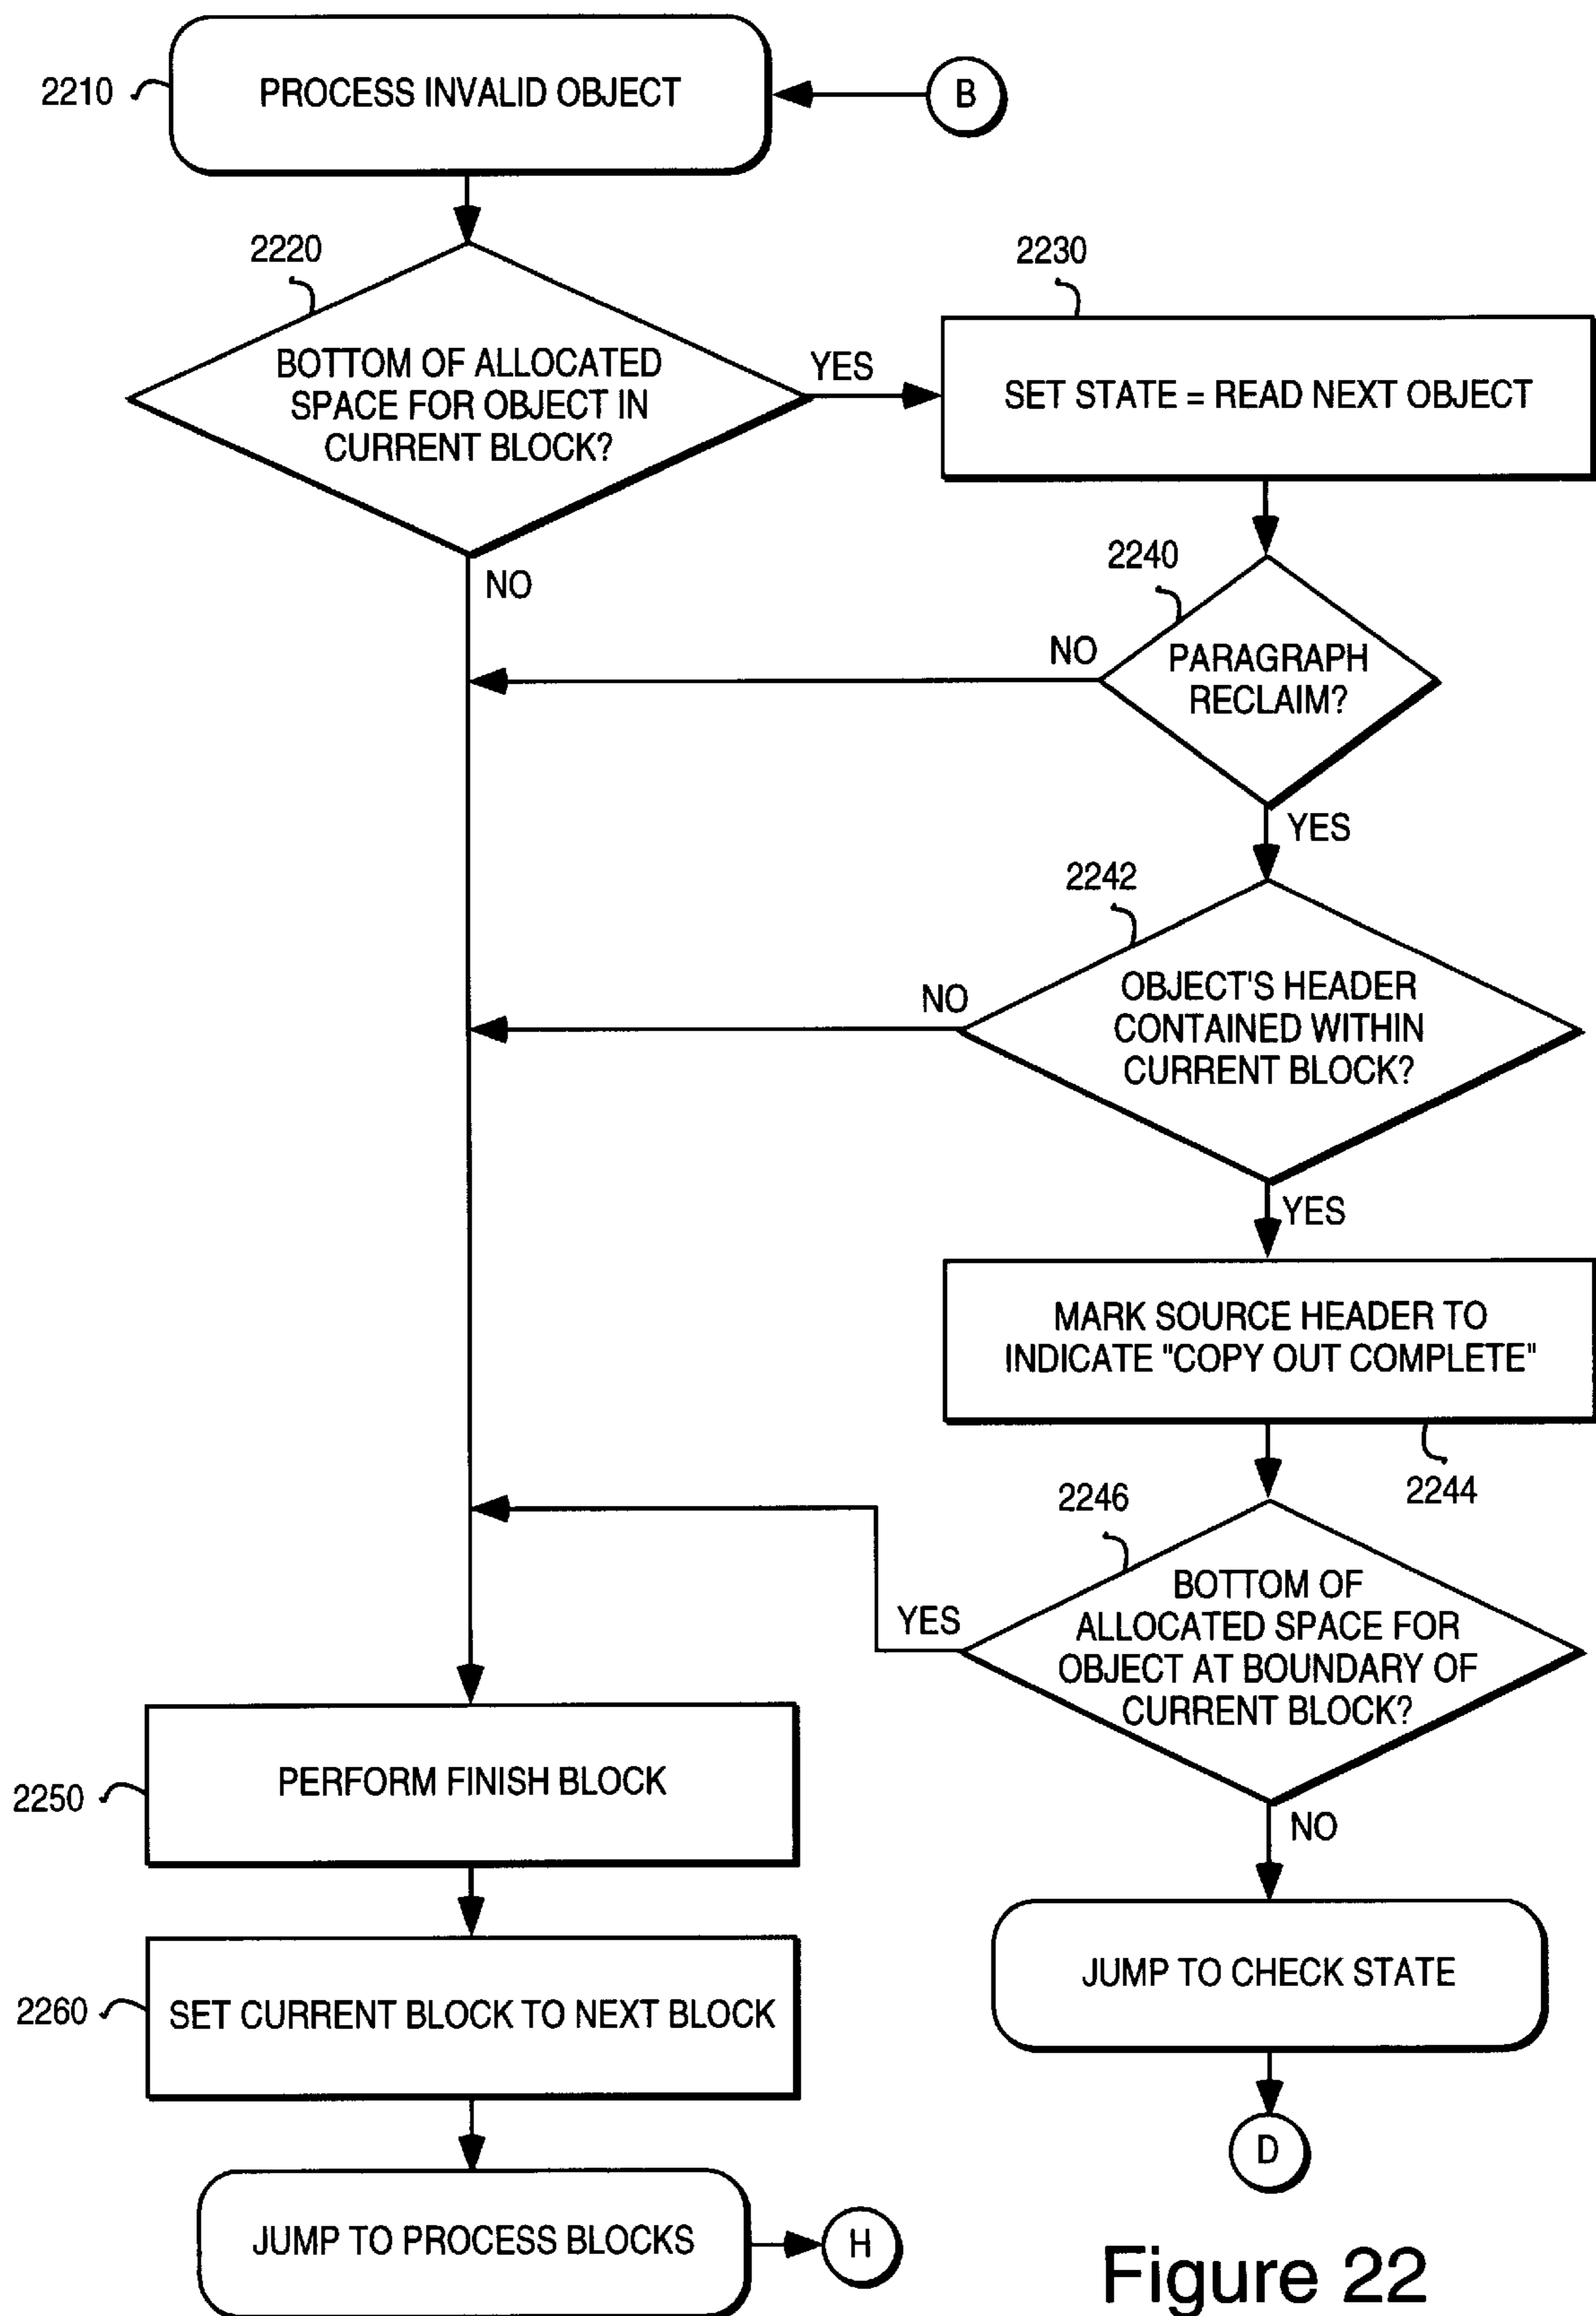 2210
PROCESS INVALID OBJECT
B
2220
BOTTOM OF ALLOCATED
SPACE FOR OBJECT IN
CURRENT BLOCK?
YES
NO
2230
SET STATE = READ NEXT OBJECT
2240
PARAGRAPH
RECLAIM?
NO
YES
2242
OBJECT'S HEADER
CONTAINED WITHIN
CURRENT BLOCK?
NO
YES
MARK SOURCE HEADER TO
INDICATE "COPY OUT COMPLETE"
2244
2246
BOTTOM OF
ALLOCATED SPACE FOR
OBJECT AT BOUNDARY OF
CURRENT BLOCK?
YES
NO
2250
PERFORM FINISH BLOCK
2260
SET CURRENT BLOCK TO NEXT BLOCK
JUMP TO PROCESS BLOCKS
H
JUMP TO CHECK STATE
D
Figure 22